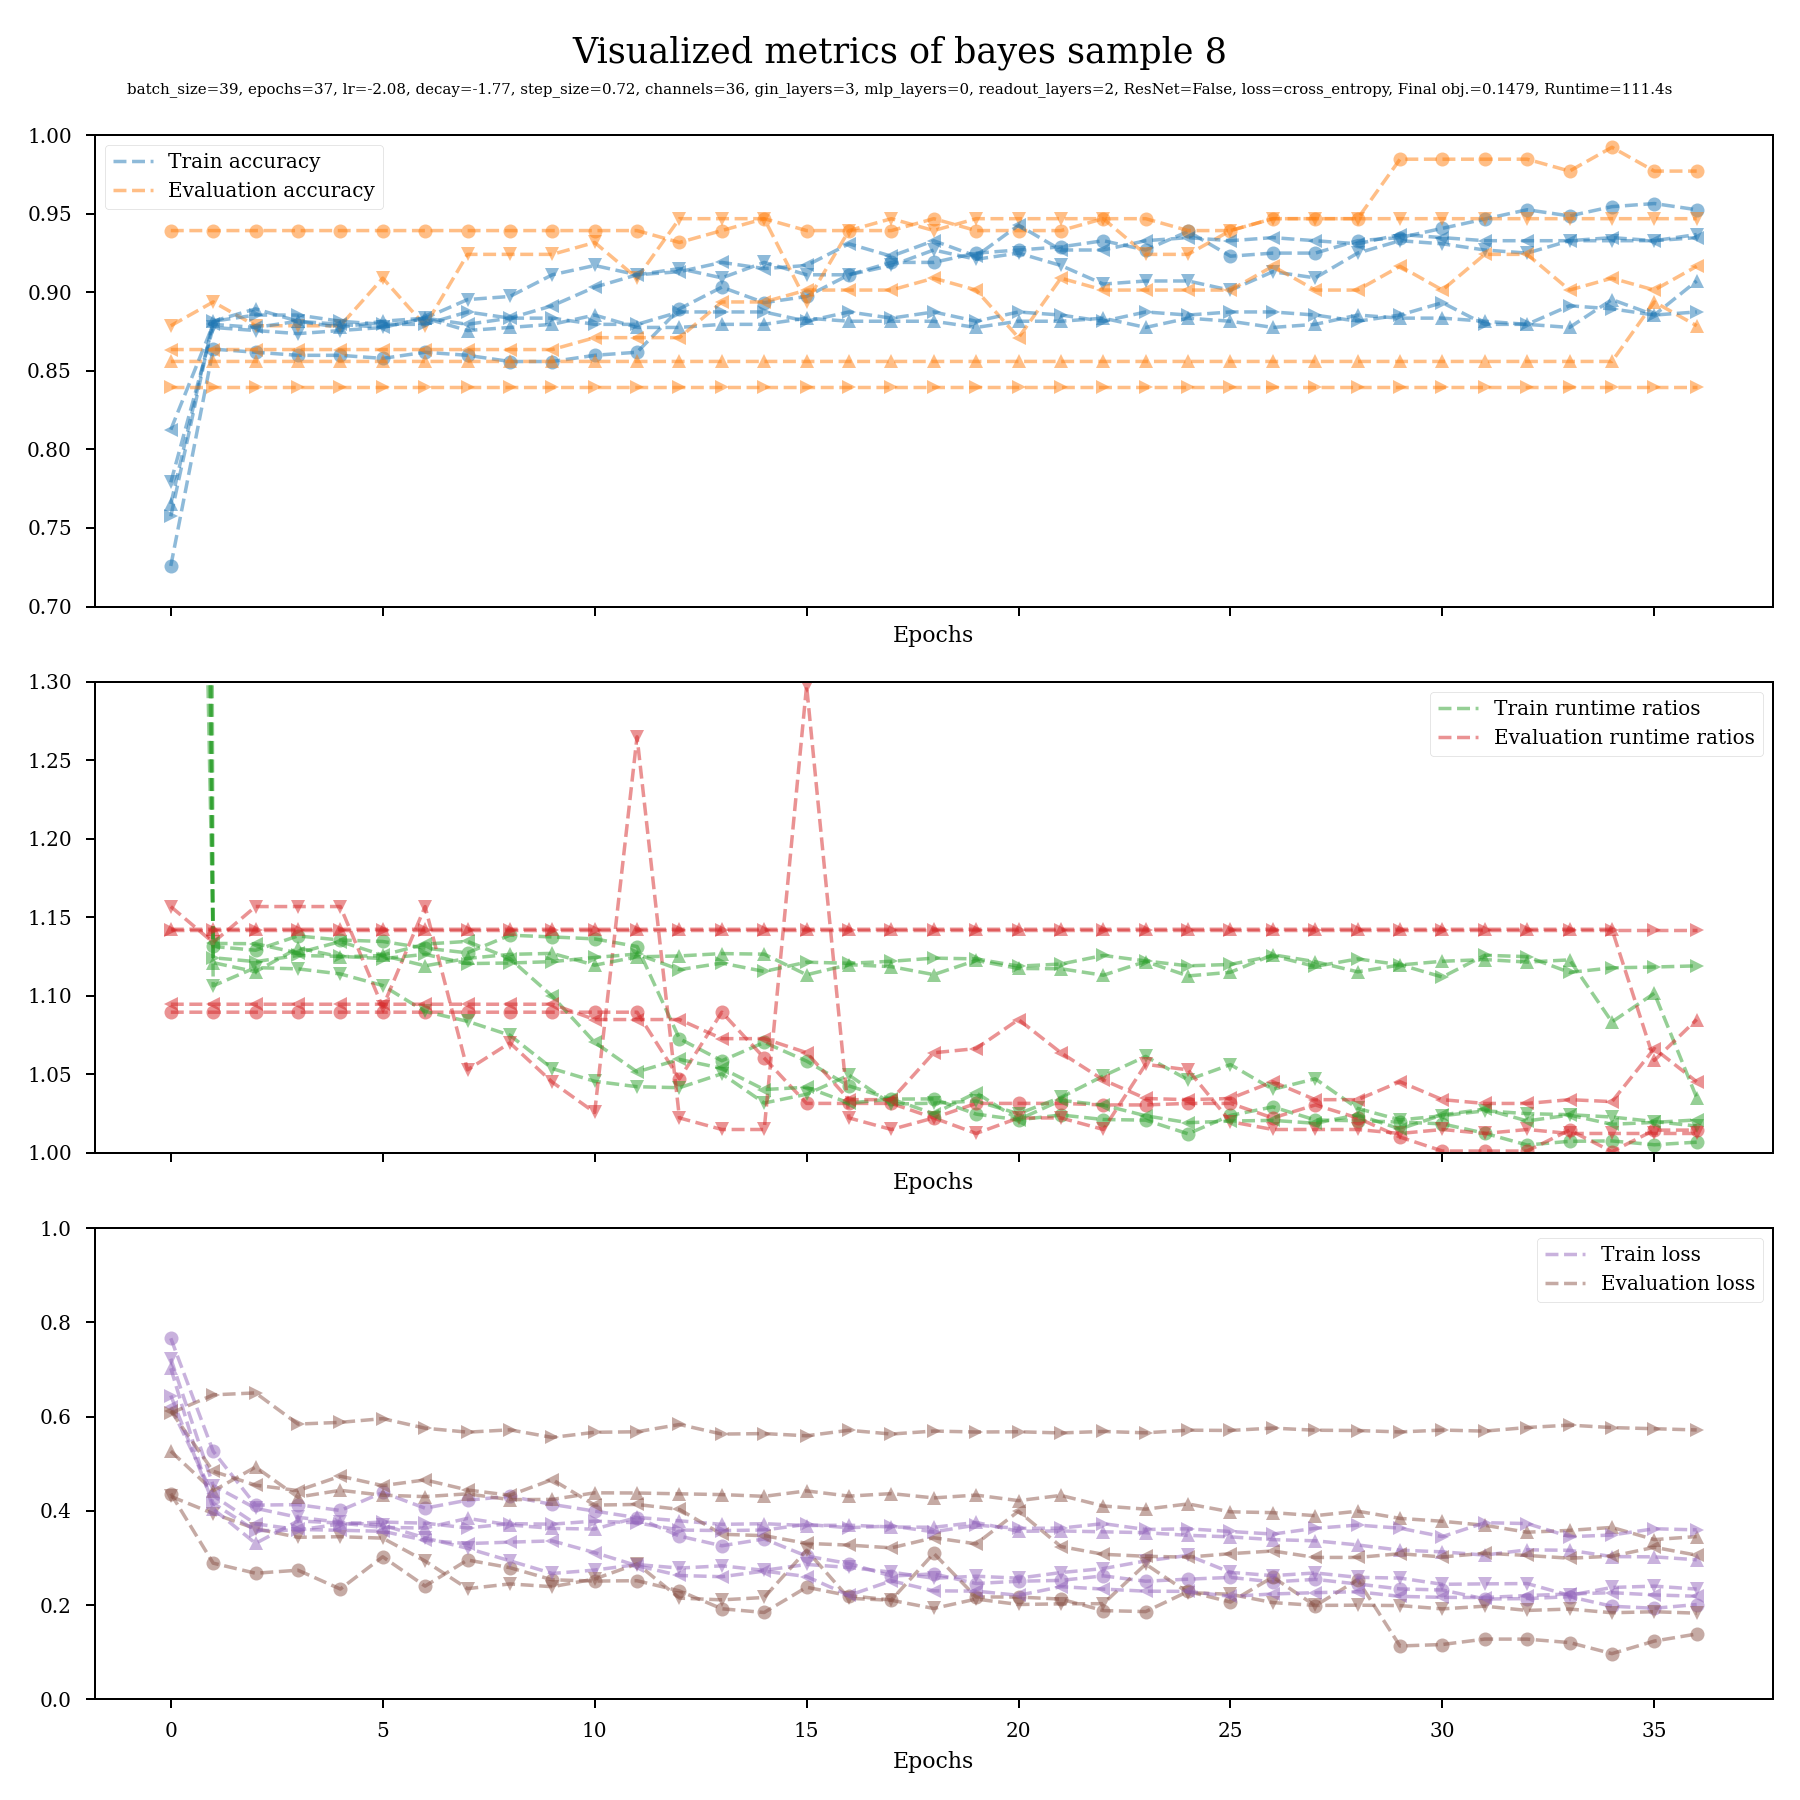 Visualized metrics of bayes sample 8
batch_size=39, epochs=37, lr=-2.08, decay=-1.77, step_size=0.72, channels=36, gin_layers=3, mlp_layers=0, readout_layers=2, ResNet=False, loss=cross_entropy, Final obj.=0.1479, Runtime=111.4s
1.00
0.95
0.90
0.85
0.80
0.75
0.70
Train accuracy
Evaluation accuracy
Epochs
1.30
1.25
1.20
1.15
1.10
1.05
1.00
Train runtime ratios
Evaluation runtime ratios
Epochs
1.0
0.8
0.6
0.4
0.2
0.0
Train loss
Evaluation loss
0 5 10 15 20 25 30 35
Epochs